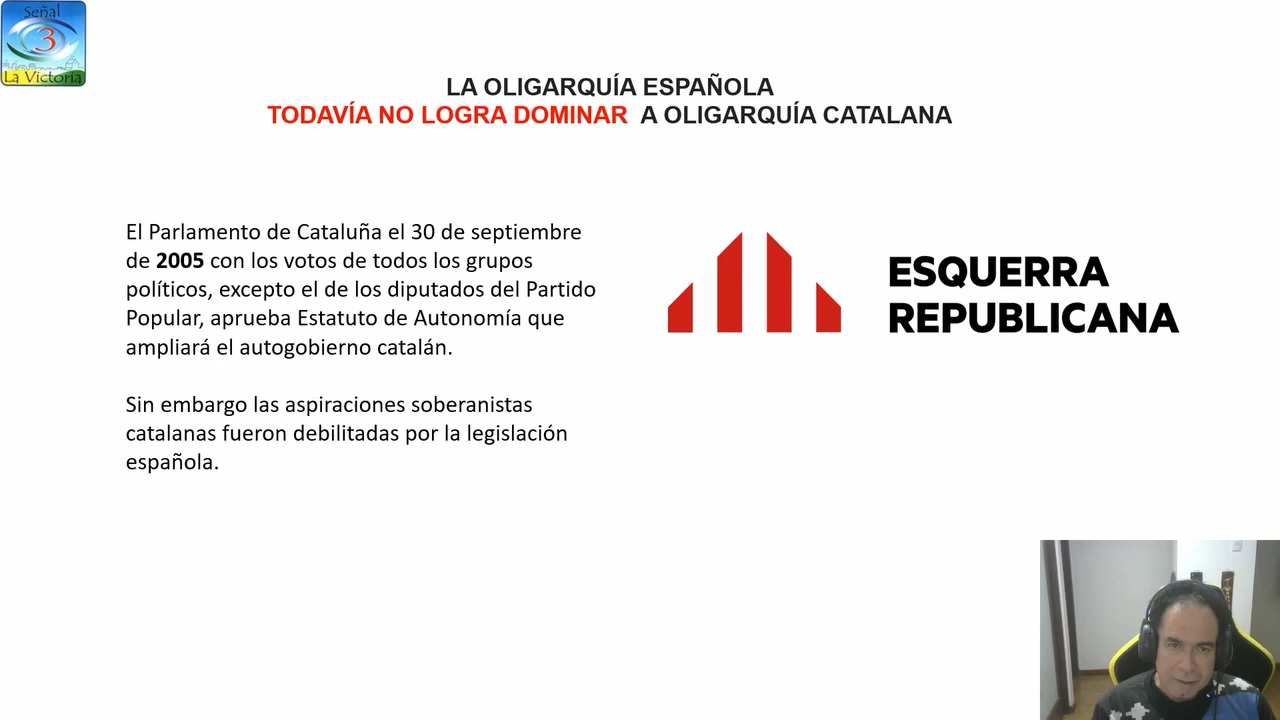 Señal
3
La Victoria
LA OLIGARQUÍA ESPAÑOLA
TODAVÍA NO LOGRA DOMINAR A OLIGARQUÍA CATALANA
El Parlamento de Cataluña el 30 de septiembre
de 2005 con los votos de todos los grupos
políticos, excepto el de los diputados del Partido
Popular, aprueba Estatuto de Autonomía que
ampliará el autogobierno catalán.
Sin embargo las aspiraciones soberanistas
catalanas fueron debilitadas por la legislación
española.
ESQUERRA
REPUBLICANA